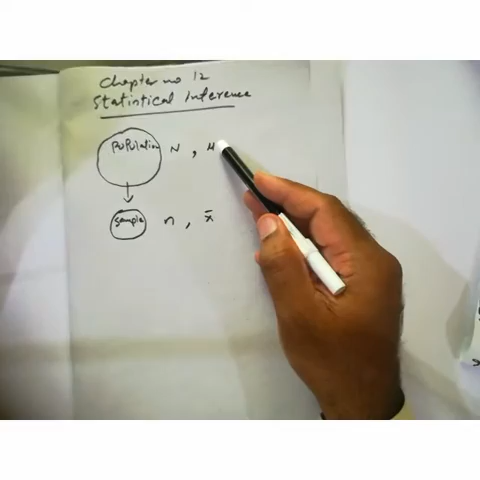 Chapter no 12
Statistical Inference
Population N, μ
Sample n, x̄